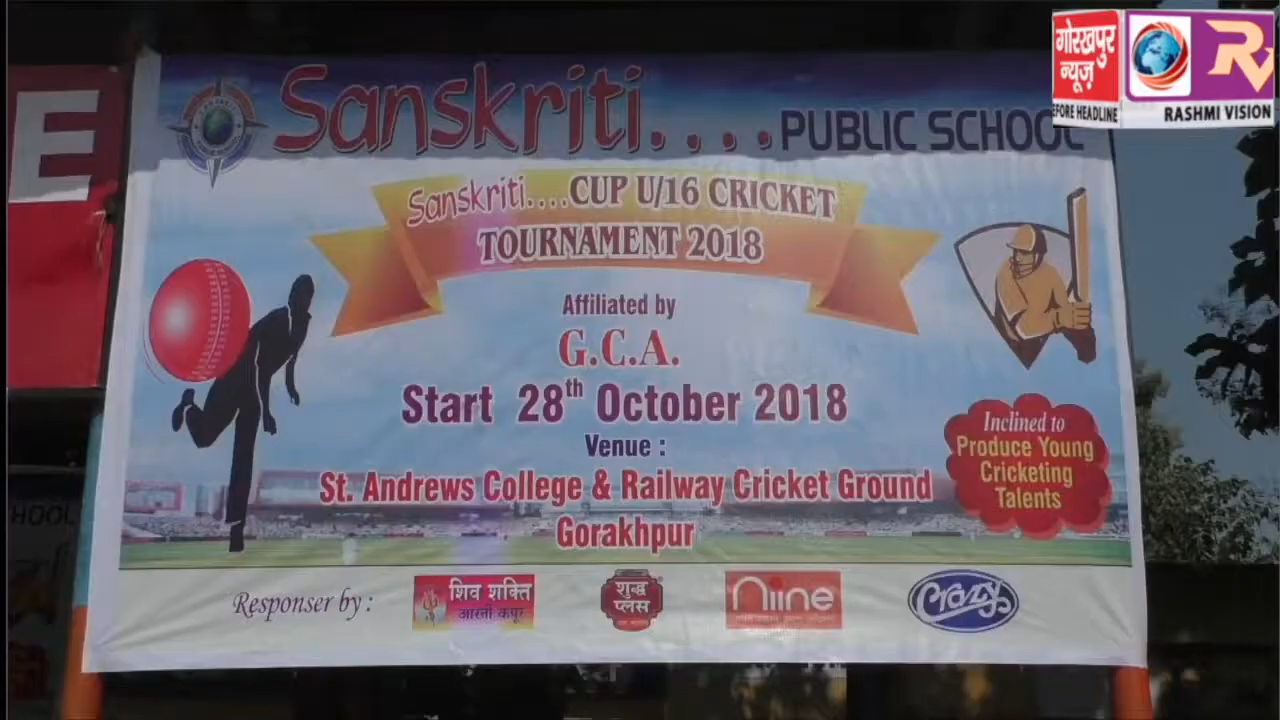 गोरखपुर
न्यूज़
EFORE HEADLINE
RV
RASHMI VISION
E
Sanskriti.... PUBLIC SCHOOL
Sanskriti....CUP U/16 CRICKET
TOURNAMENT 2018
Affiliated by
G.C.A.
Start 28th October 2018
Venue :
St. Andrews College & Railway Cricket Ground
Gorakhpur
Inclined to
Produce Young
Cricketing
Talents
HOOL
Responser by :
शिव शक्ति
आरती कपूर
शुद्ध
प्लस
Niine
Crazy